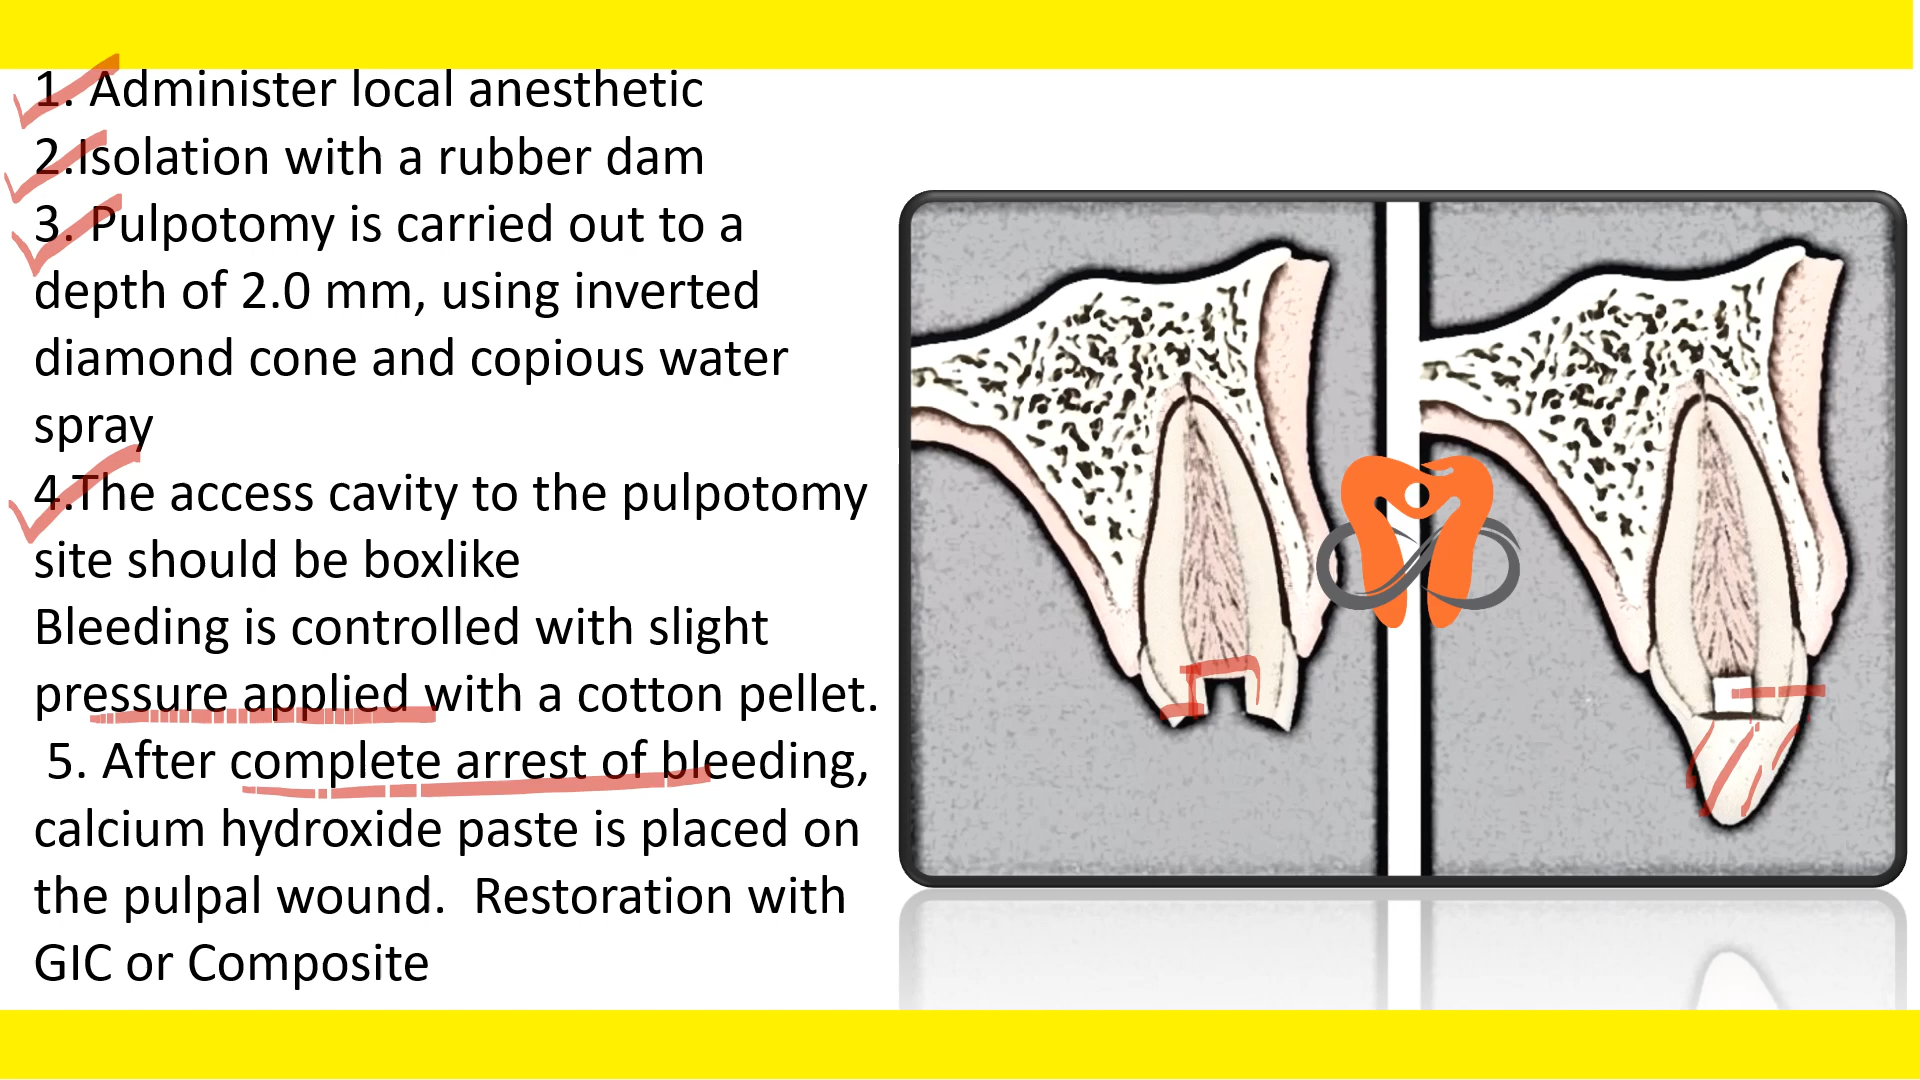 1. Administer local anesthetic
2.Isolation with a rubber dam
3. Pulpotomy is carried out to a
depth of 2.0 mm, using inverted
diamond cone and copious water
spray
4.The access cavity to the pulpotomy
site should be boxlike
Bleeding is controlled with slight
pressure applied with a cotton pellet.
5. After complete arrest of bleeding,
calcium hydroxide paste is placed on
the pulpal wound.  Restoration with
GIC or Composite